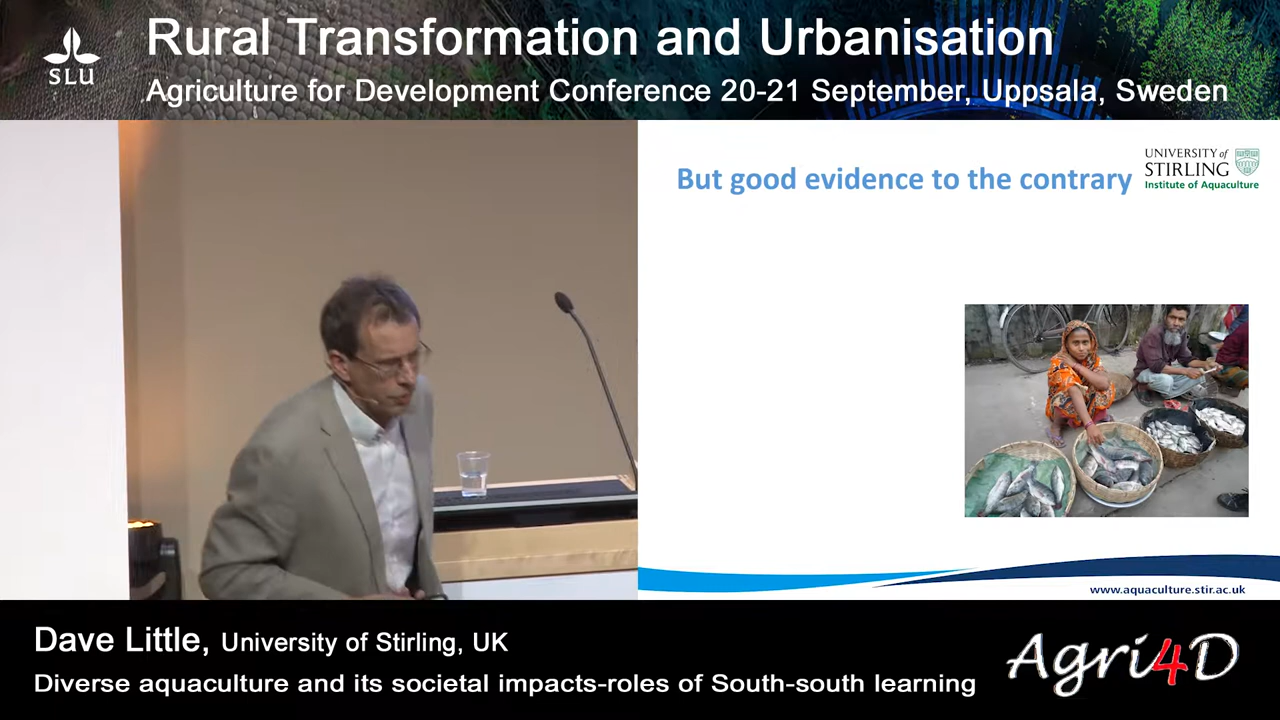 SLU
Rural Transformation and Urbanisation
Agriculture for Development Conference 20-21 September, Uppsala, Sweden
But good evidence to the contrary
UNIVERSITY of
STIRLING
Institute of Aquaculture
www.aquaculture.stir.ac.uk
Dave Little, University of Stirling, UK
Diverse aquaculture and its societal impacts-roles of South-south learning
Agri4D